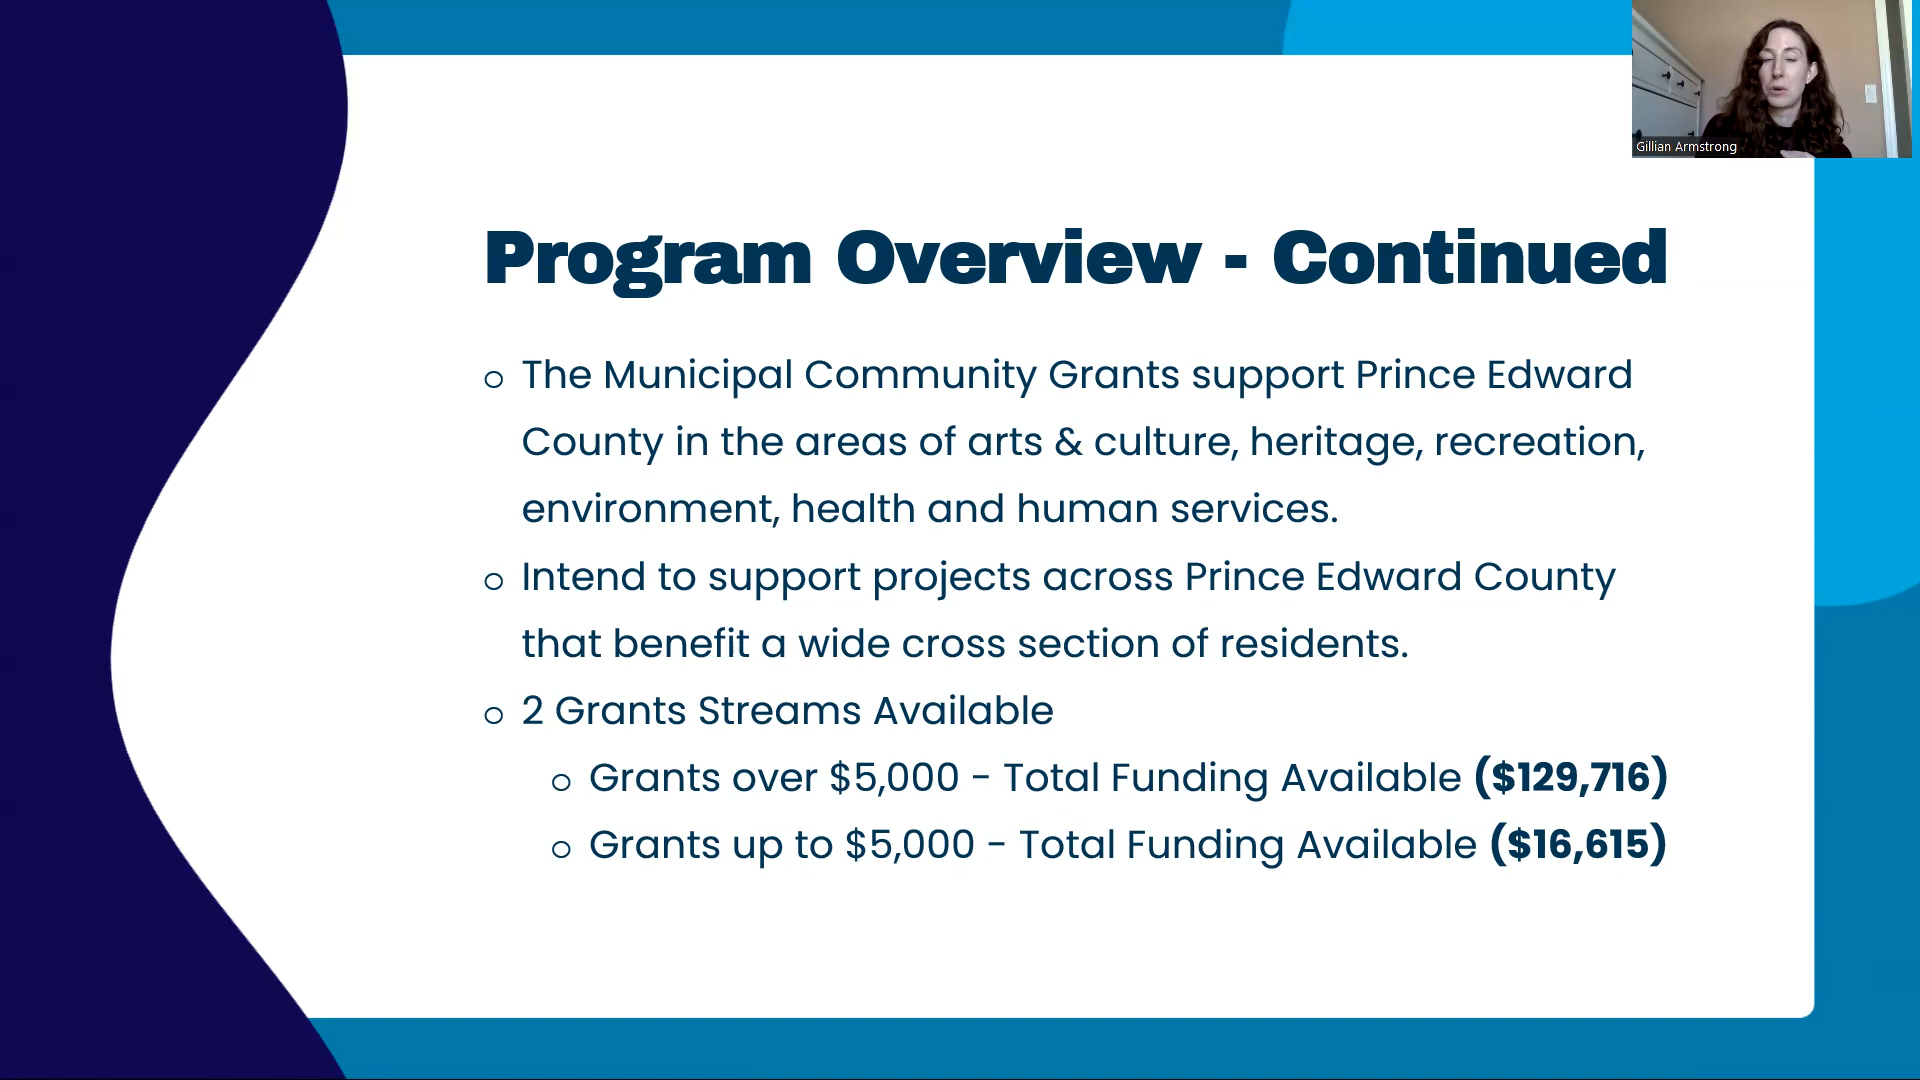 Gillian Armstrong
Program Overview - Continued
o The Municipal Community Grants support Prince Edward
County in the areas of arts & culture, heritage, recreation,
environment, health and human services.
o Intend to support projects across Prince Edward County
that benefit a wide cross section of residents.
o 2 Grants Streams Available
o Grants over $5,000 - Total Funding Available ($129,716)
o Grants up to $5,000 - Total Funding Available ($16,615)